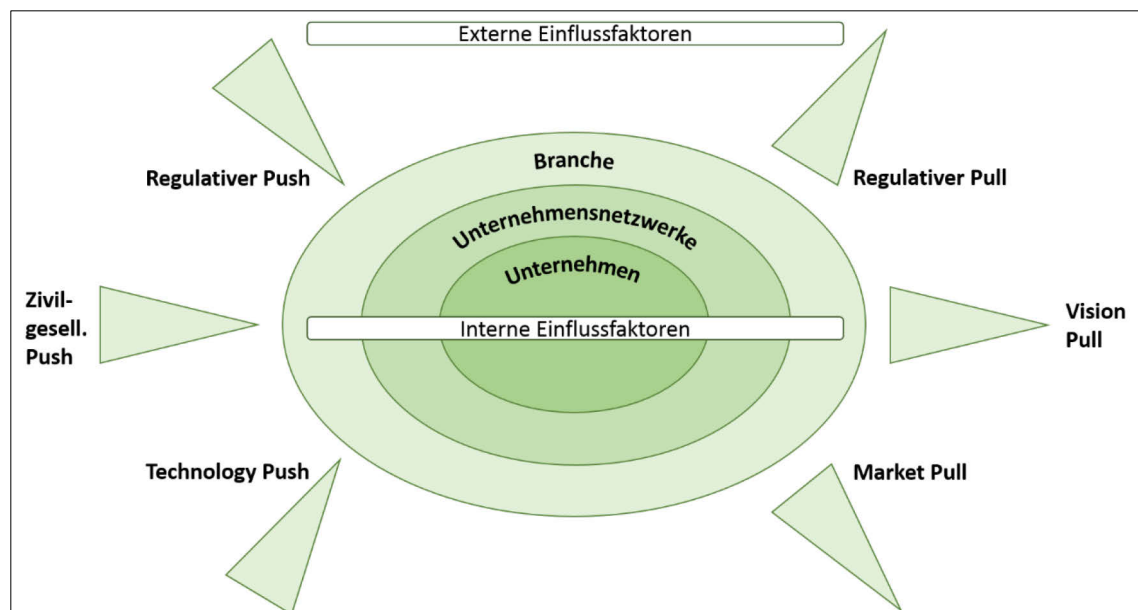 Externe Einflussfaktoren
Branche
Regulativer Push
Regulativer Pull
Unternehmensnetzwerke
Unternehmen
Zivil-
gesell.
Push
Interne Einflussfaktoren
Vision
Pull
Technology Push
Market Pull